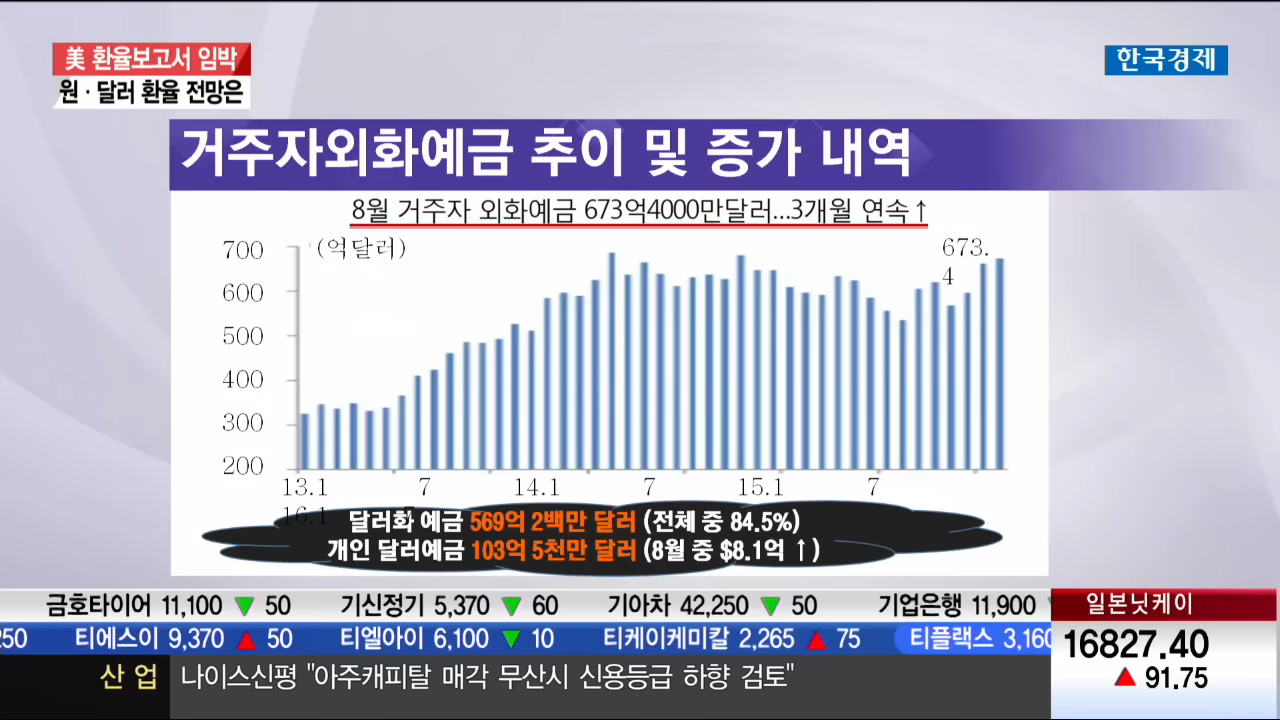 美 환율보고서 임박
원·달러 환율 전망은
한국경제
거주자외화예금 추이 및 증가 내역
8월 거주자 외화예금 673억4000만달러...3개월 연속↑
(억달러)
673.
4
700
600
500
400
300
200
13.1 7 14.1 7 15.1 7
16.1 7
달러화 예금 569억 2백만 달러 (전체 중 84.5%)
개인 달러예금 103억 5천만 달러 (8월 중 $8.1억 ↑)
금호타이어 11,100 ▼ 50 기신정기 5,370 ▼ 60 기아차 42,250 ▼ 50 기업은행 11,900
250 티에스이 9,370 ▲ 50 티엘아이 6,100 ▼ 10 티케이케미칼 2,265 ▲ 75 티플랙스 3,160
일본닛케이
16827.40
▲ 91.75
산업 나이스신평 "아주캐피탈 매각 무산시 신용등급 하향 검토"